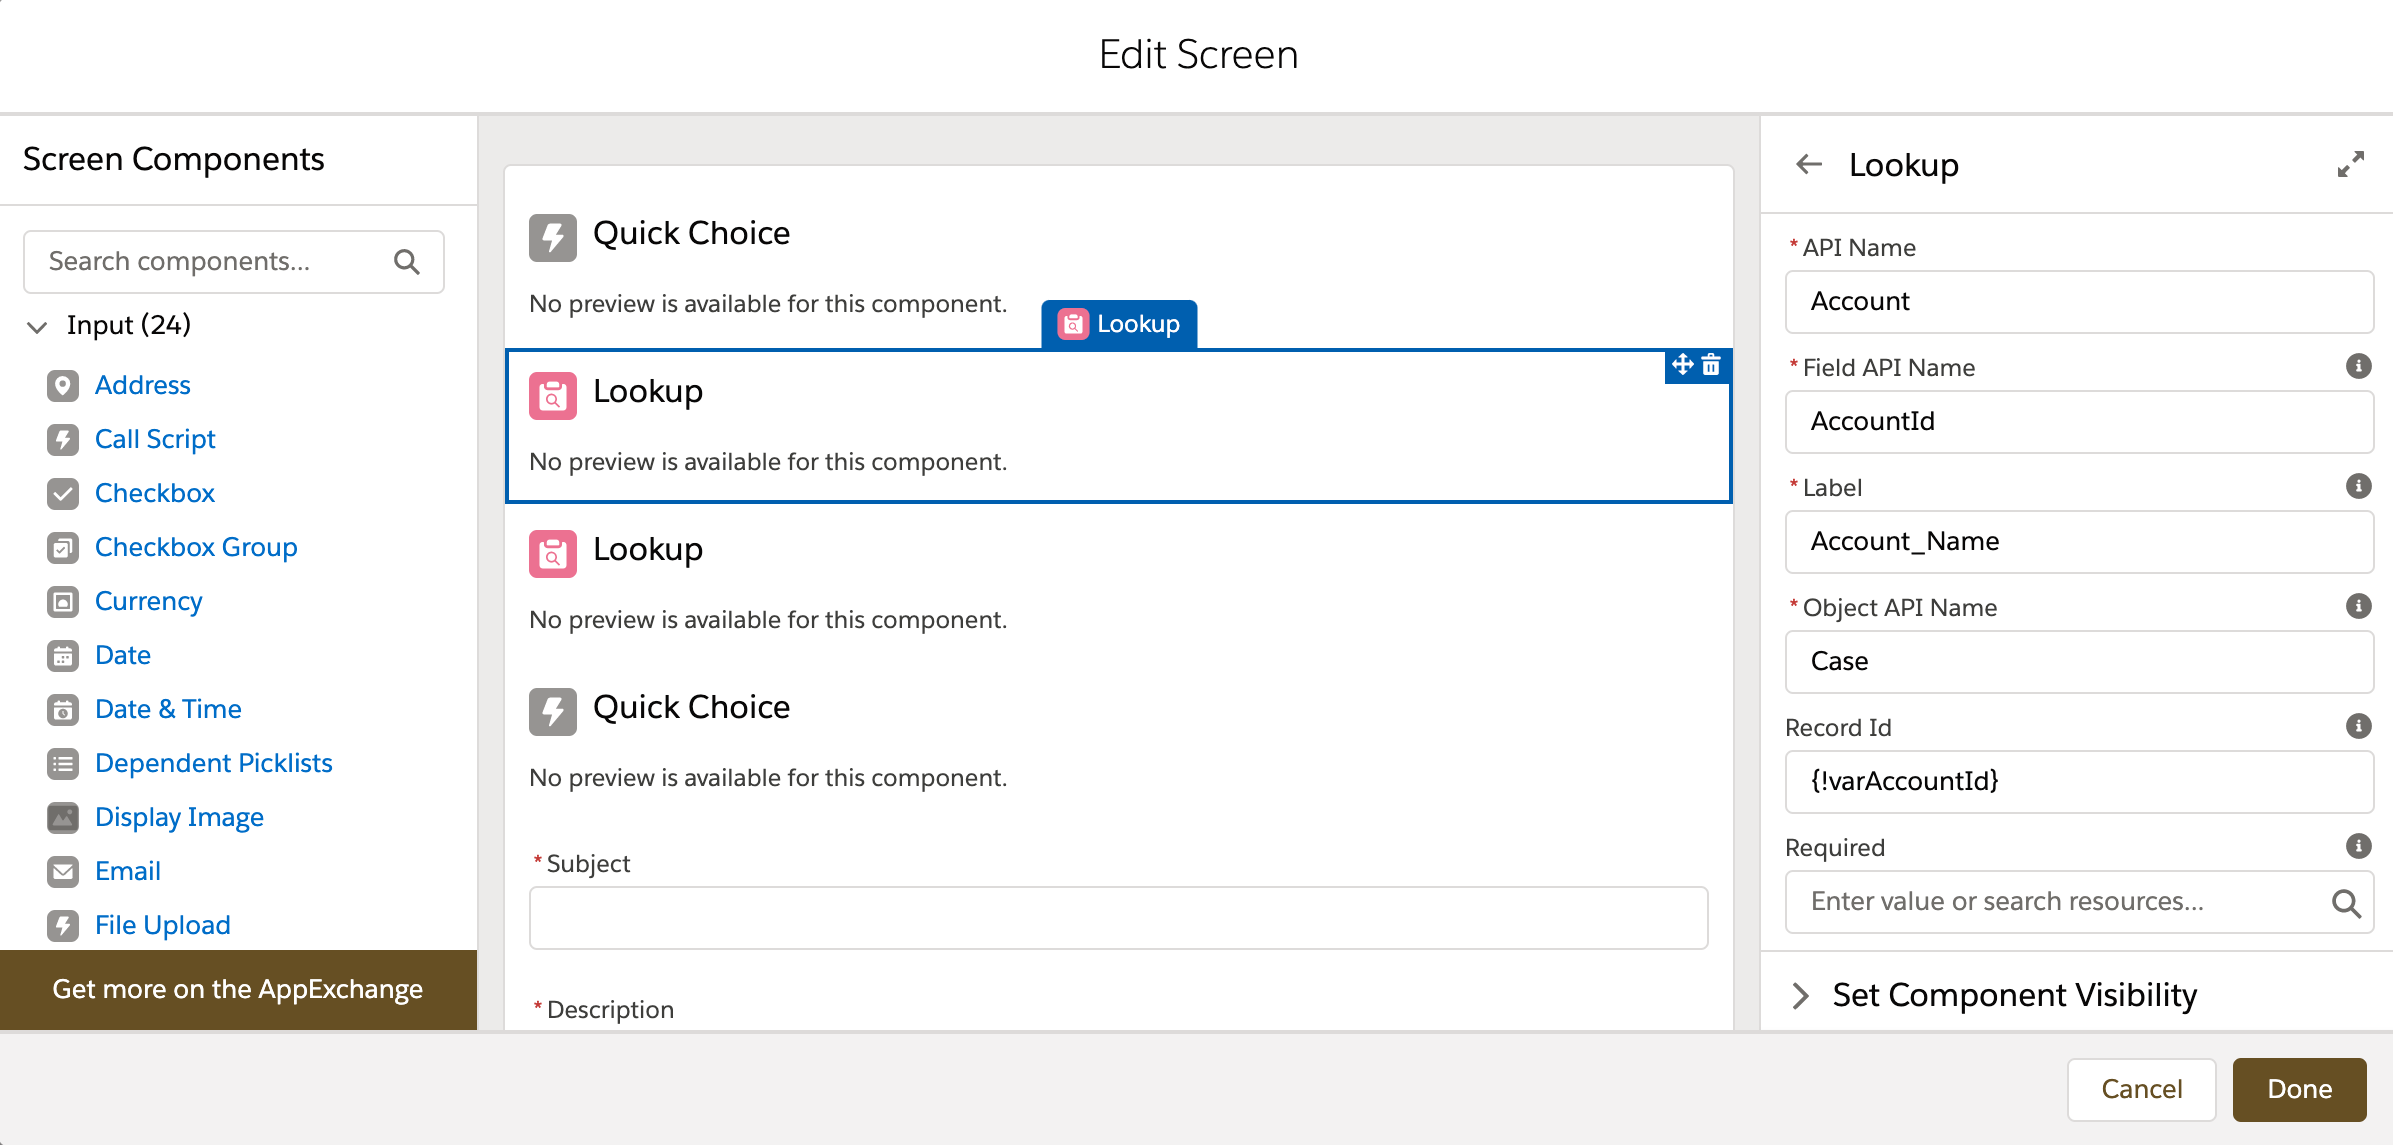 Edit Screen
Screen Components
Search components...
Input (24)
Address
Call Script
Checkbox
Checkbox Group
Currency
Date
Date & Time
Dependent Picklists
Display Image
Email
File Upload
Get more on the AppExchange
Quick Choice
No preview is available for this component.
Lookup
Lookup
No preview is available for this component.
Lookup
No preview is available for this component.
Quick Choice
No preview is available for this component.
* Subject
* Description
Lookup
* API Name
Account
* Field API Name
AccountId
* Label
Account_Name
* Object API Name
Case
Record Id
{!varAccountId}
Required
Enter value or search resources...
Set Component Visibility
Cancel
Done